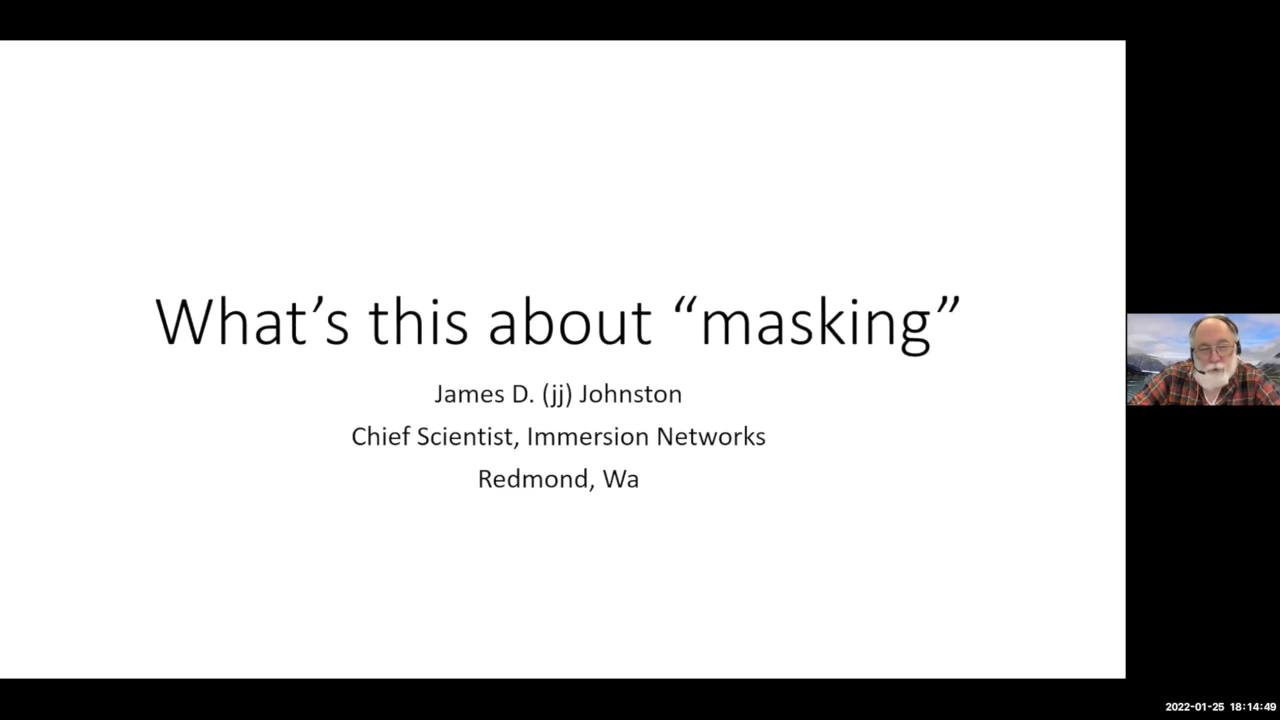 What’s this about “masking”
James D. (jj) Johnston
Chief Scientist, Immersion Networks
Redmond, Wa
2022-01-25 18:14:49